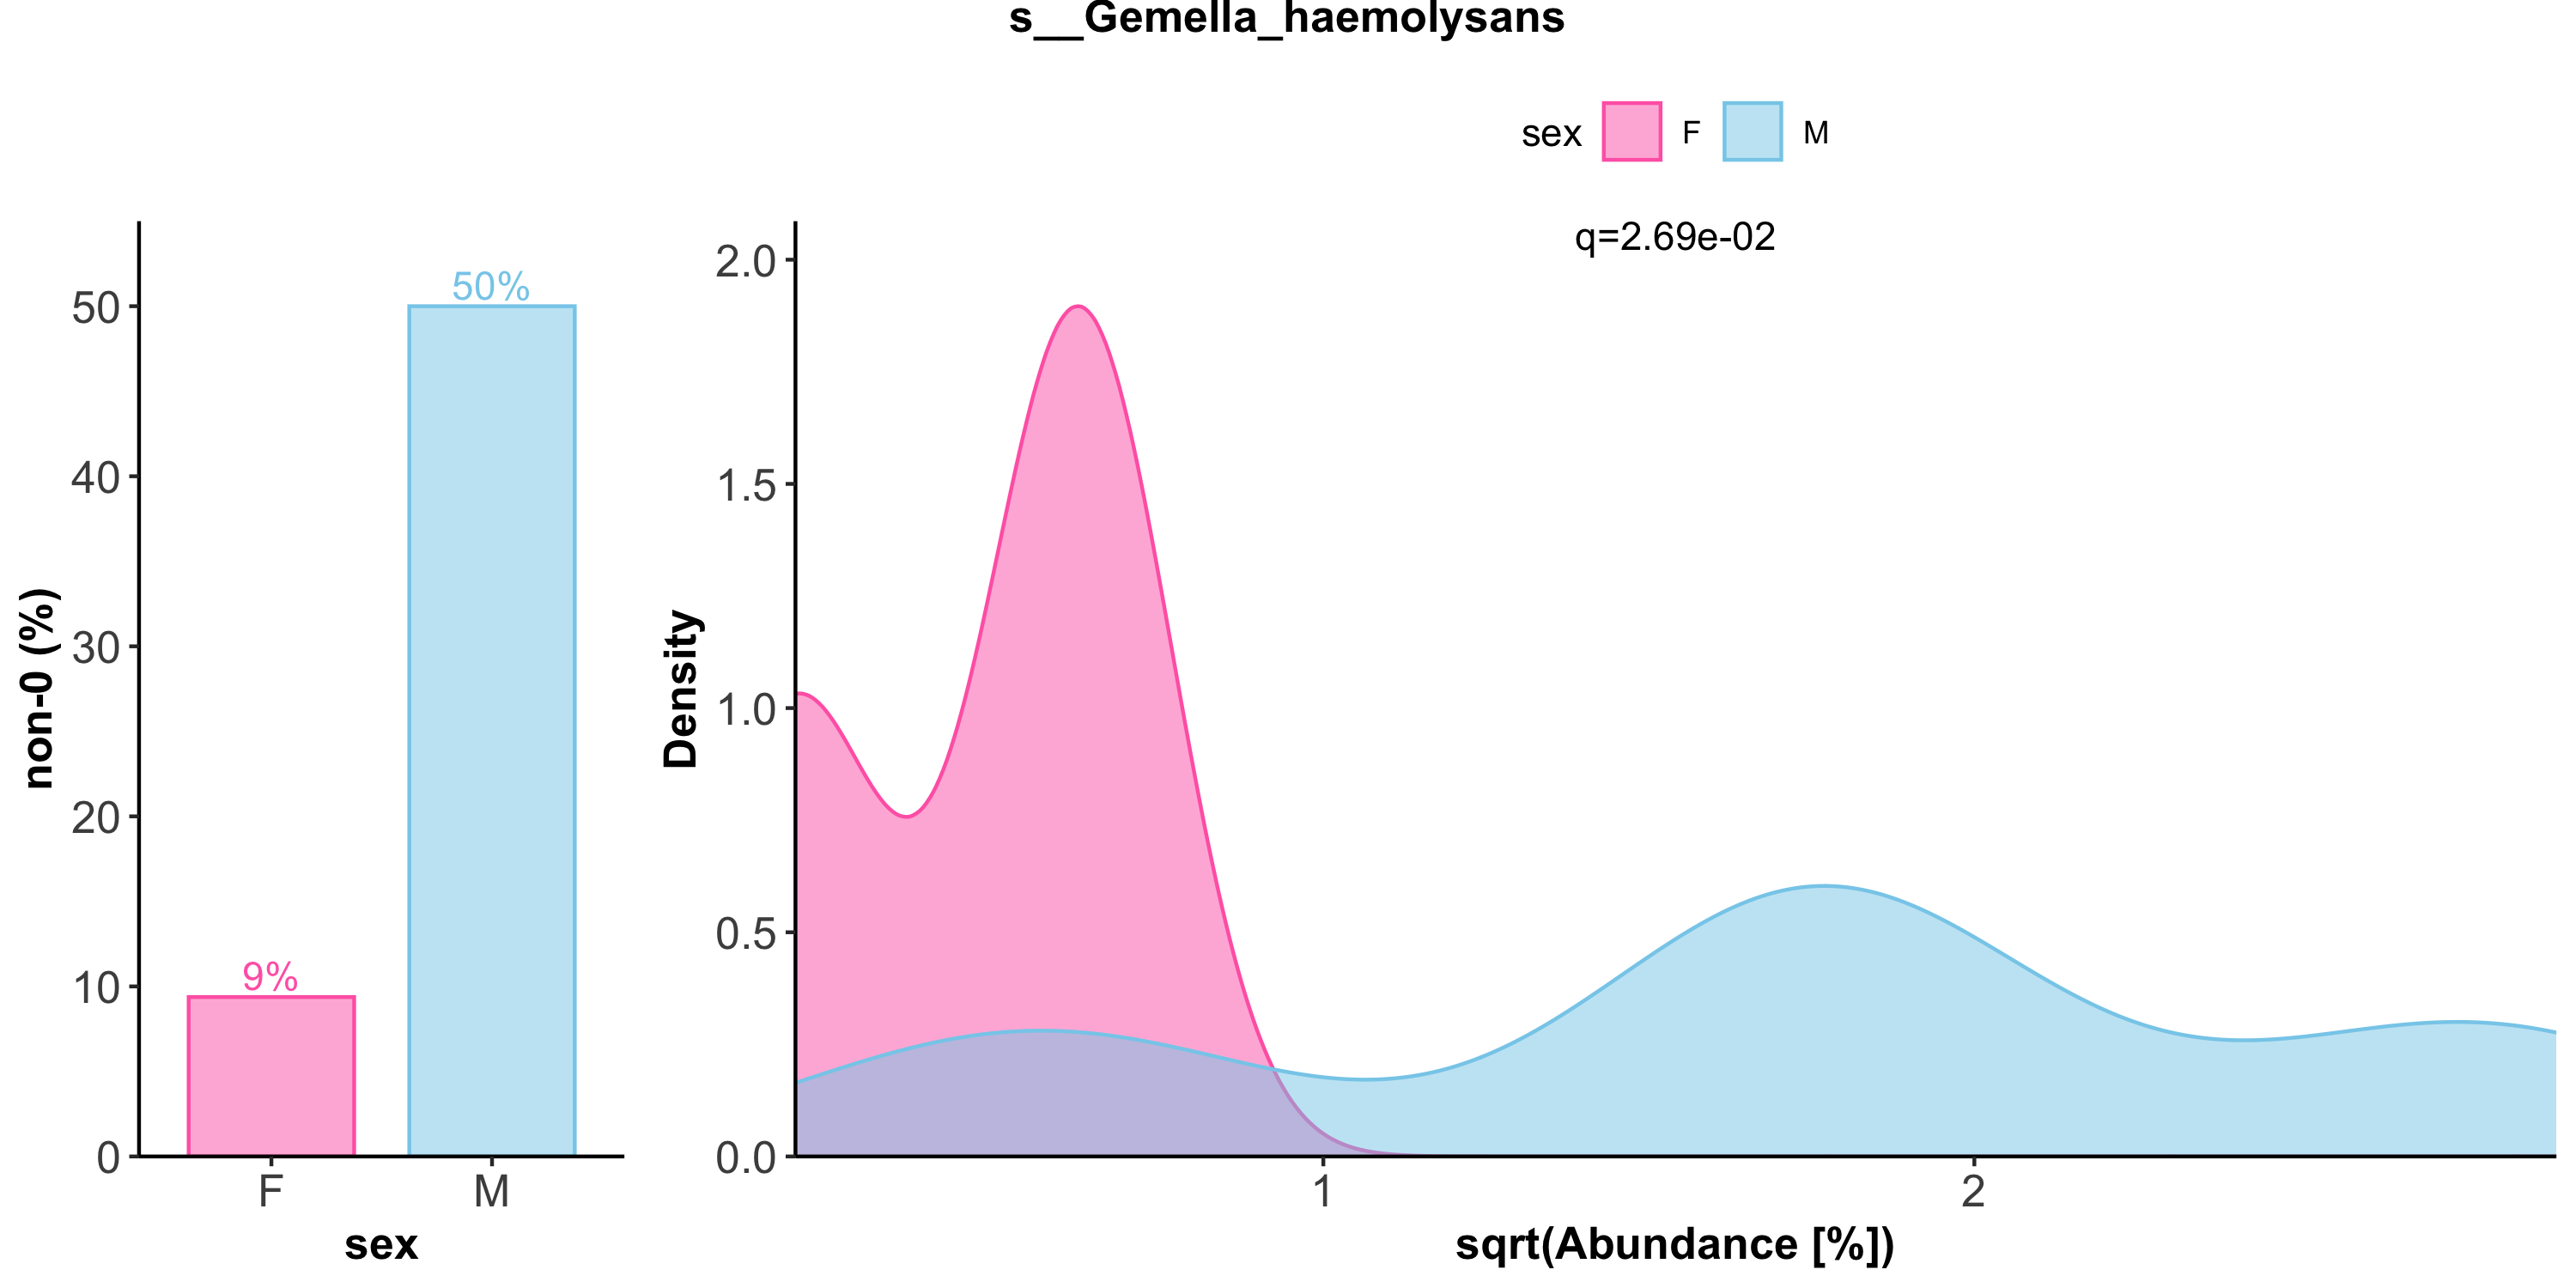 s__Gemella_haemolysans
sex F M
q=2.69e-02
non-0 (%)
50
40
30
20
10
0
50%
9%
F M
sex
Density
2.0
1.5
1.0
0.5
0.0
1 2
sqrt(Abundance [%])